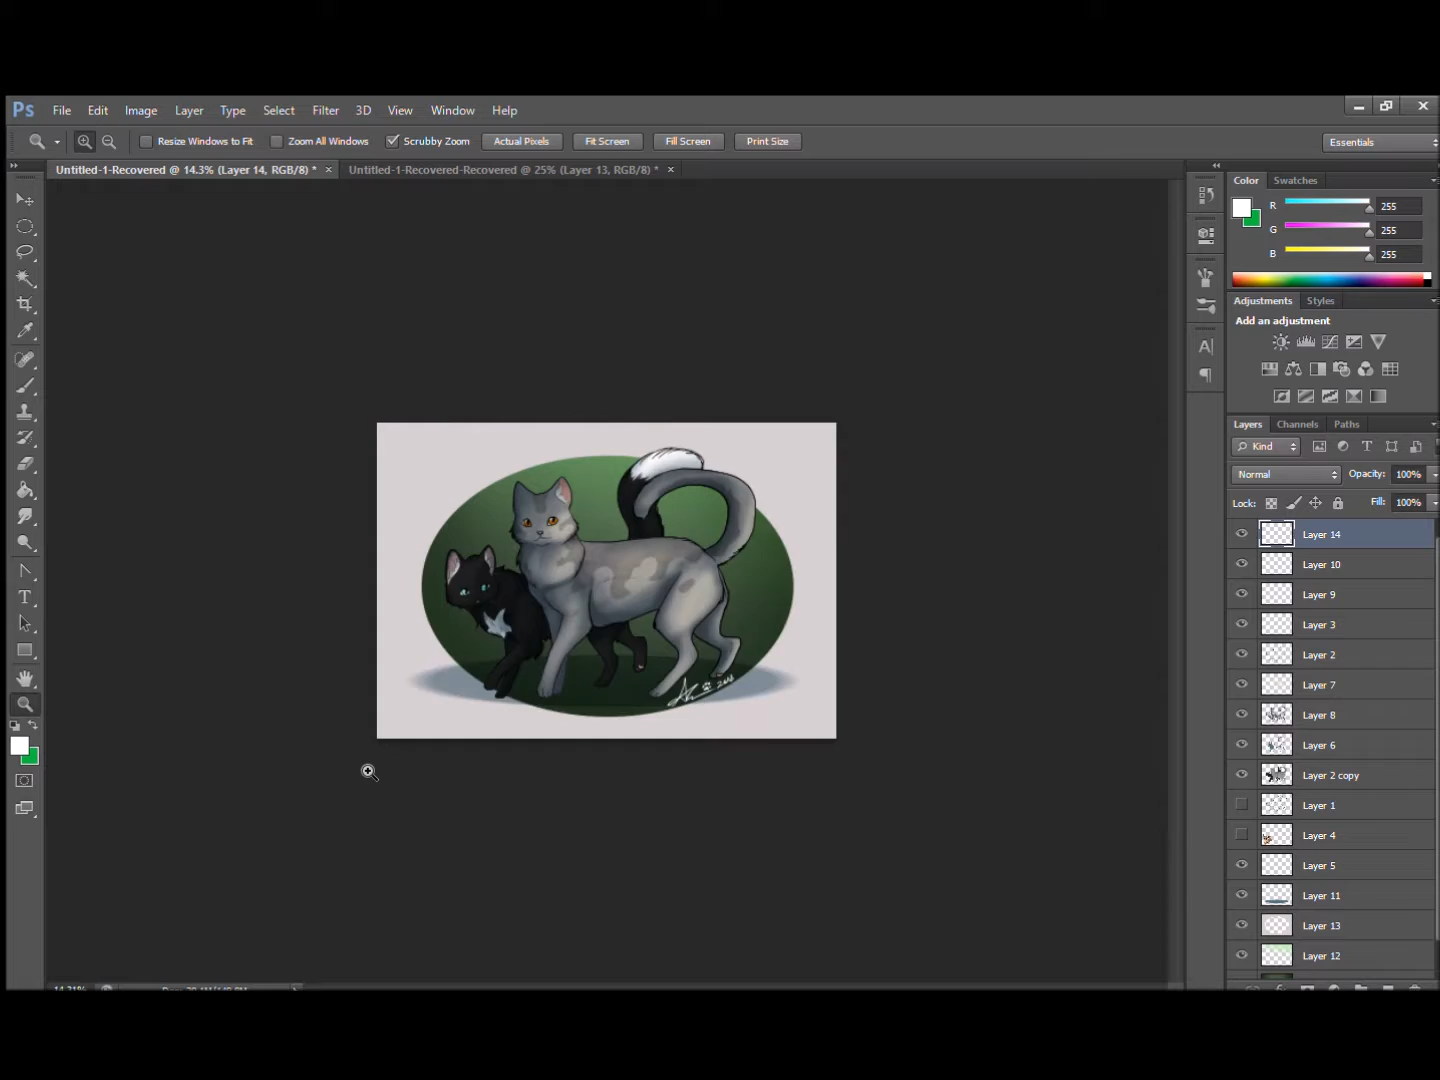 Ps File Edit Image Layer Type Select Filter 3D View Window Help
Resize Windows to Fit Zoom All Windows Scrubby Zoom Actual Pixels Fit Screen Fill Screen Print Size Essentials
Untitled-1-Recovered @ 14.3% (Layer 14, RGB/8) * × Untitled-1-Recovered-Recovered @ 25% (Layer 13, RGB/8) * ×
Color Swatches
R 255
G 255
B 255
Adjustments Styles
Add an adjustment
Layers Channels Paths
Kind
Normal Opacity: 100%
Lock: Fill: 100%
Layer 14
Layer 10
Layer 9
Layer 3
Layer 2
Layer 7
Layer 8
Layer 6
Layer 2 copy
Layer 1
Layer 4
Layer 5
Layer 11
Layer 13
Layer 12